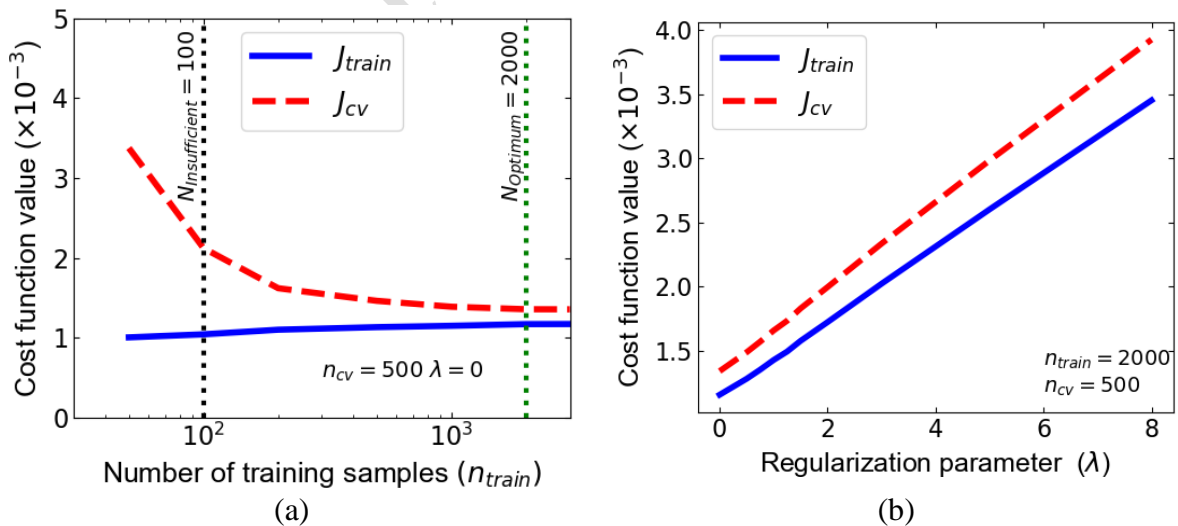 5
4
3
2
1
0
Cost function value (×10⁻³)
N_Insufficient = 100
N_Optimum = 2000
J_train
J_cv
n_cv = 500 λ = 0
10²
10³
Number of training samples (n_train)
(a)
4.0
3.5
3.0
2.5
2.0
1.5
Cost function value (×10⁻³)
J_train
J_cv
n_train = 2000
n_cv = 500
0
2
4
6
8
Regularization parameter (λ)
(b)